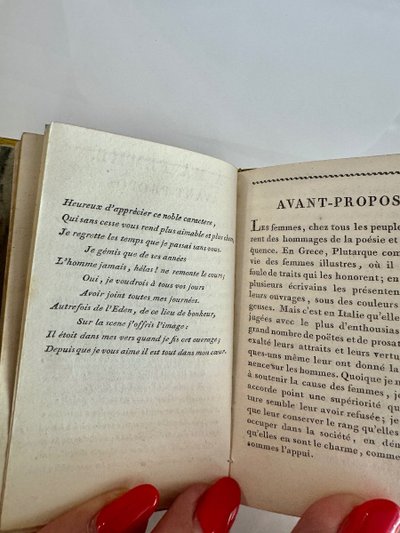 Heureux d'apprécier ce noble caractère,
Qui sans cesse vous rend plus aimable et plus chère,
Je regrette les temps que je passai sans vous.
Je gémis que de ses années
L'homme jamais, hélas! ne remonte le cours;
Oui, je voudrois à tous vos jours
Avoir joint toutes mes journées.
Autrefois de l'Eden, de ce lieu de bonheur,
Sur la scène j'offris l'image:
Il étoit dans mes vers quand je fis cet ouvrage;
Depuis que je vous aime il est tout dans mon cœur.
AVANT-PROPOS
Les femmes, chez tous les peuple
rent des hommages de la poésie et
quence. En Grece, Plutarque com
vie des femmes illustres, où il
foule de traits qui les honorent; en
plusieurs écrivains les présenten
leurs ouvrages, sous des couleurs
geuses. Mais c'est en Italie qu'elles
jugées avec le plus d'enthousias
grand nombre de poëtes et de prosat
exalté leurs attraits et leurs vertu
ques-uns même leur ont donné la
nence sur les hommes. Quoique je m
à soutenir la cause des femmes, je
accorde point une supériorité q
ture semble leur avoir refusée; je
que leur conserver le rang qu'elles
occuper dans la société, en dém
qu'elles en sont le charme, comme
sommes l'appui.